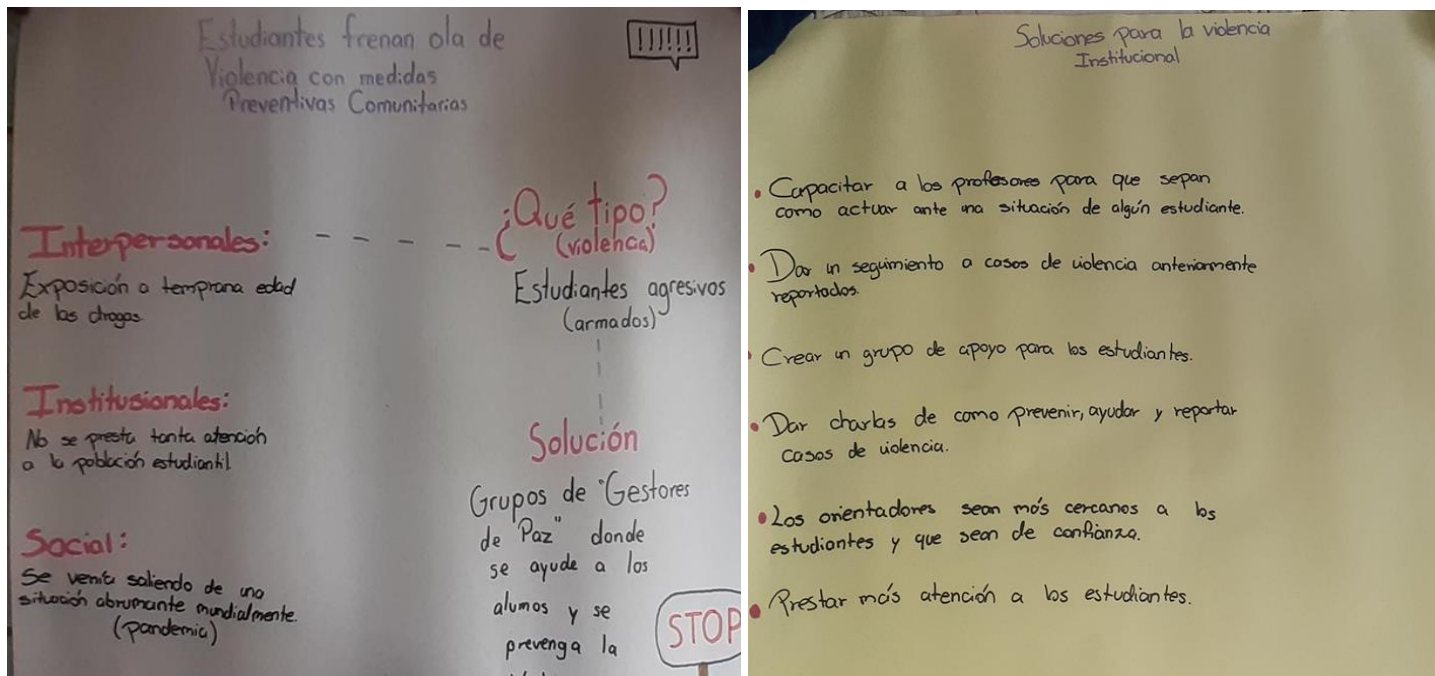 Estudiantes frenan ola de
Violencia con medidas
Preventivas Comunitarias
!!!!!!
Interpersonales:
Exposición a temprana edad
de las drogas
Institusionales:
No se presta tanta atención
a la población estudiantil.
Social:
Se venía saliendo de una
situación abrumante mundialmente.
(pandemia)
¿Qué tipo?
(violencia)
Estudiantes agresivos
(armados)
Solución
Grupos de "Gestores
de Paz" donde
se ayude a los
alumos y se
prevenga la
STOP
Soluciones para la violencia
Institucional
• Capacitar a los profesores para que sepan
como actuar ante una situación de algún estudiante.
• Dar un seguimiento a casos de violencia anteriormente
reportados.
• Crear un grupo de apoyo para los estudiantes.
• Dar charlas de como prevenir, ayudar y reportar
casos de violencia.
• Los orientadores sean más cercanos a los
estudiantes y que sean de confianza.
• Prestar más atención a los estudiantes.